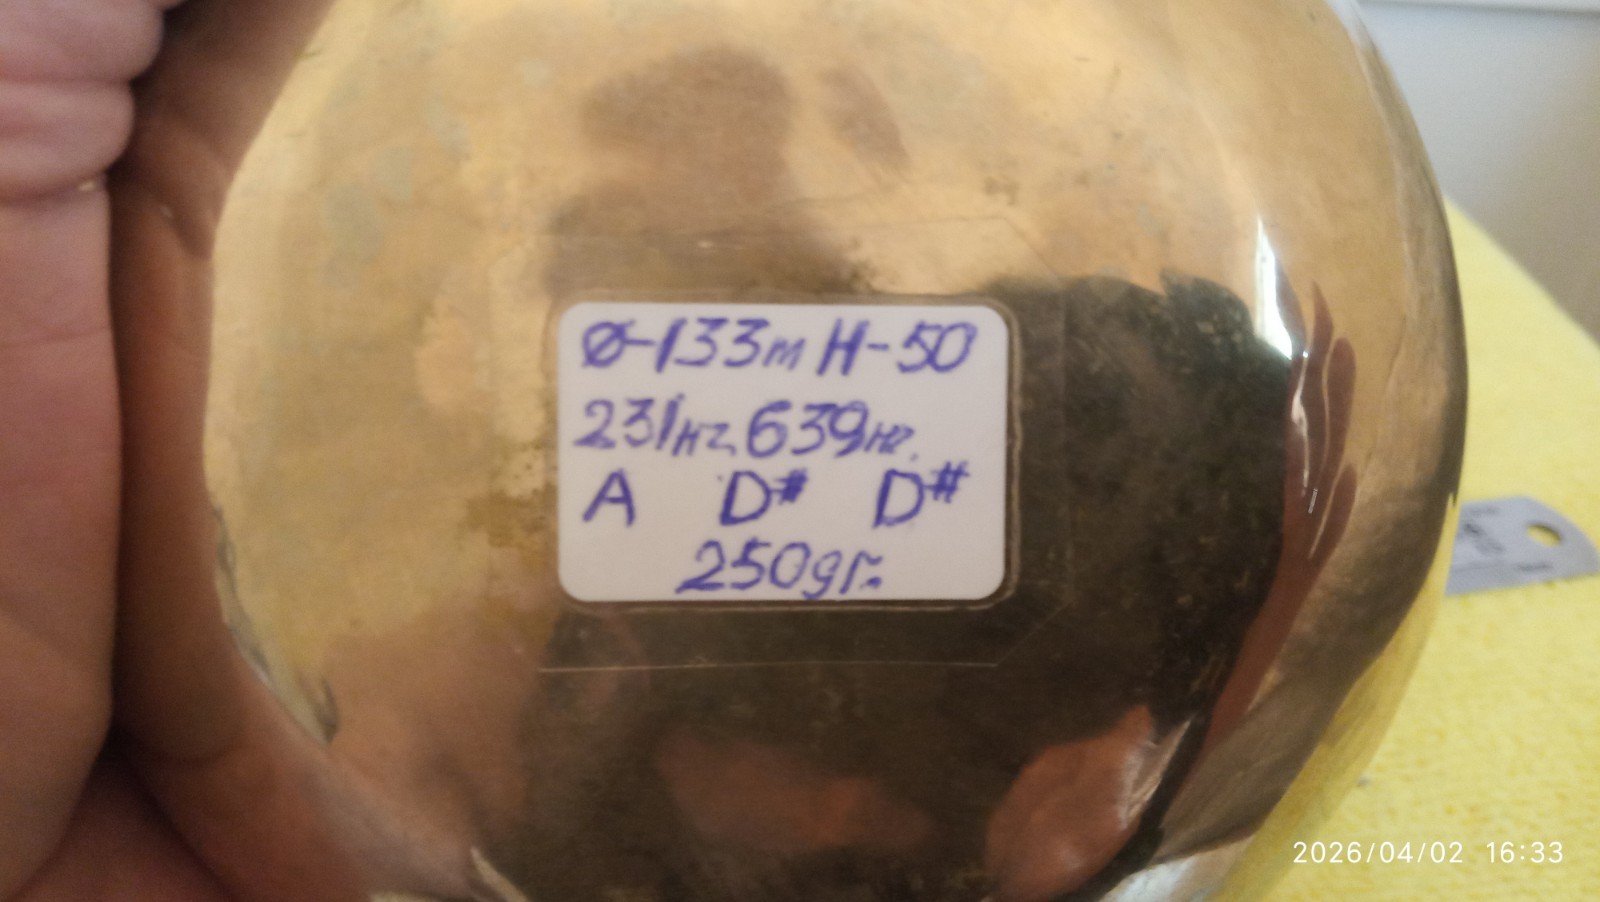 Ø-133m H-50
231Hz, 639Hz.
A D# D#
250gr.
2026/04/02 16:33